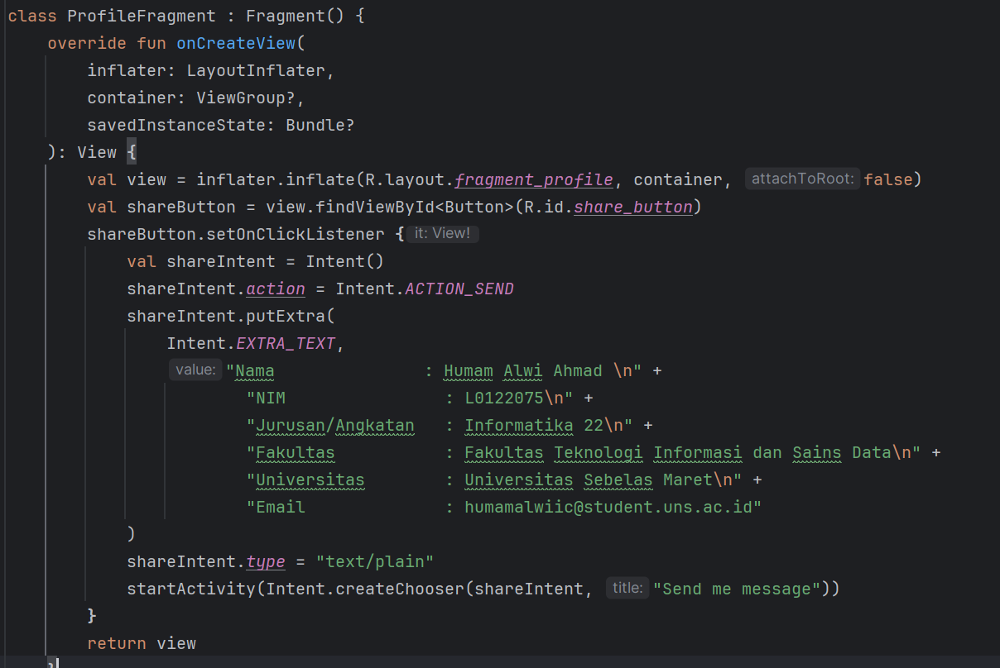 class ProfileFragment : Fragment() {
    override fun onCreateView(
        inflater: LayoutInflater,
        container: ViewGroup?,
        savedInstanceState: Bundle?
    ): View {
        val view = inflater.inflate(R.layout.fragment_profile, container, attachToRoot: false)
        val shareButton = view.findViewById<Button>(R.id.share_button)
        shareButton.setOnClickListener { it: View!
            val shareIntent = Intent()
            shareIntent.action = Intent.ACTION_SEND
            shareIntent.putExtra(
                Intent.EXTRA_TEXT,
                value: "Nama               : Humam Alwi Ahmad \n" +
                        "NIM                : L0122075\n" +
                        "Jurusan/Angkatan   : Informatika 22\n" +
                        "Fakultas           : Fakultas Teknologi Informasi dan Sains Data\n" +
                        "Universitas        : Universitas Sebelas Maret\n" +
                        "Email              : humamalwiic@student.uns.ac.id"
            )
            shareIntent.type = "text/plain"
            startActivity(Intent.createChooser(shareIntent, title: "Send me message"))
        }
        return view
    }